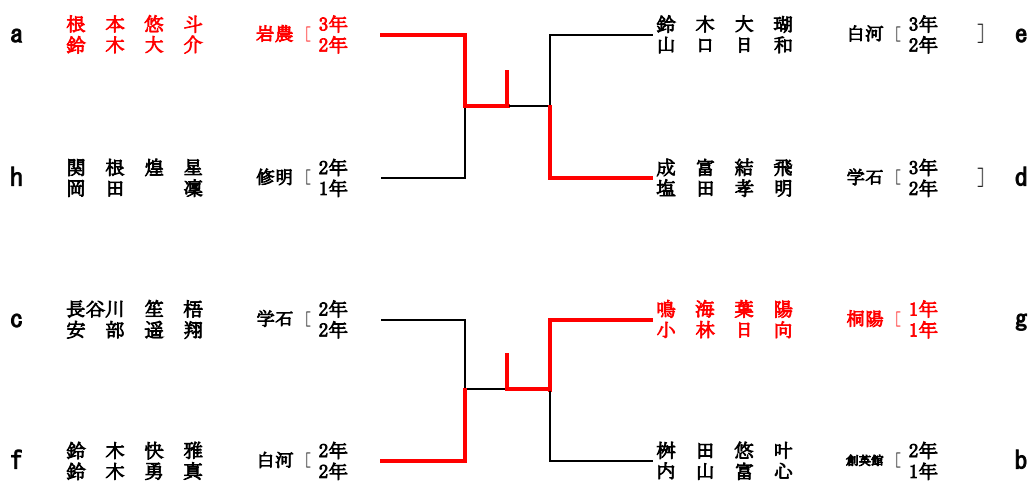 a 根本悠斗 鈴木大介 岩農 [ 3年 2年
鈴木大瑚 山口日和 白河 [ 3年 2年 ] e
h 関根煌星 岡田凜 修明 [ 2年 1年
成富結飛 塩田孝明 学石 [ 3年 2年 ] d
c 長谷川笙梧 安部遥翔 学石 [ 2年 2年
鳴海葉陽 小林日向 桐陽 [ 1年 1年 g
f 鈴木快雅 鈴木勇真 白河 [ 2年 2年
桝田悠叶 内山富心 創英館 [ 2年 1年 b